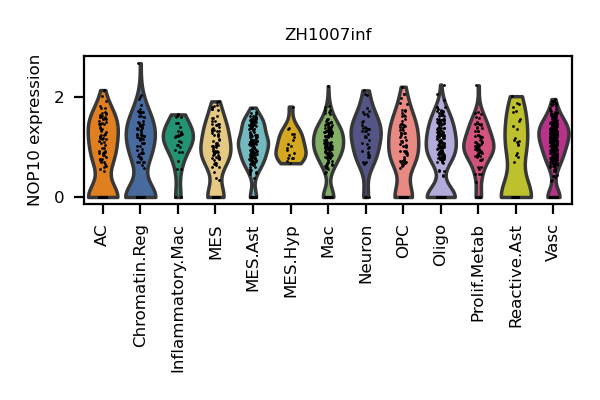 ZH1007inf
NOP10 expression
2
0
AC
Chromatin.Reg
Inflammatory.Mac
MES
MES.Ast
MES.Hyp
Mac
Neuron
OPC
Oligo
Prolif.Metab
Reactive.Ast
Vasc